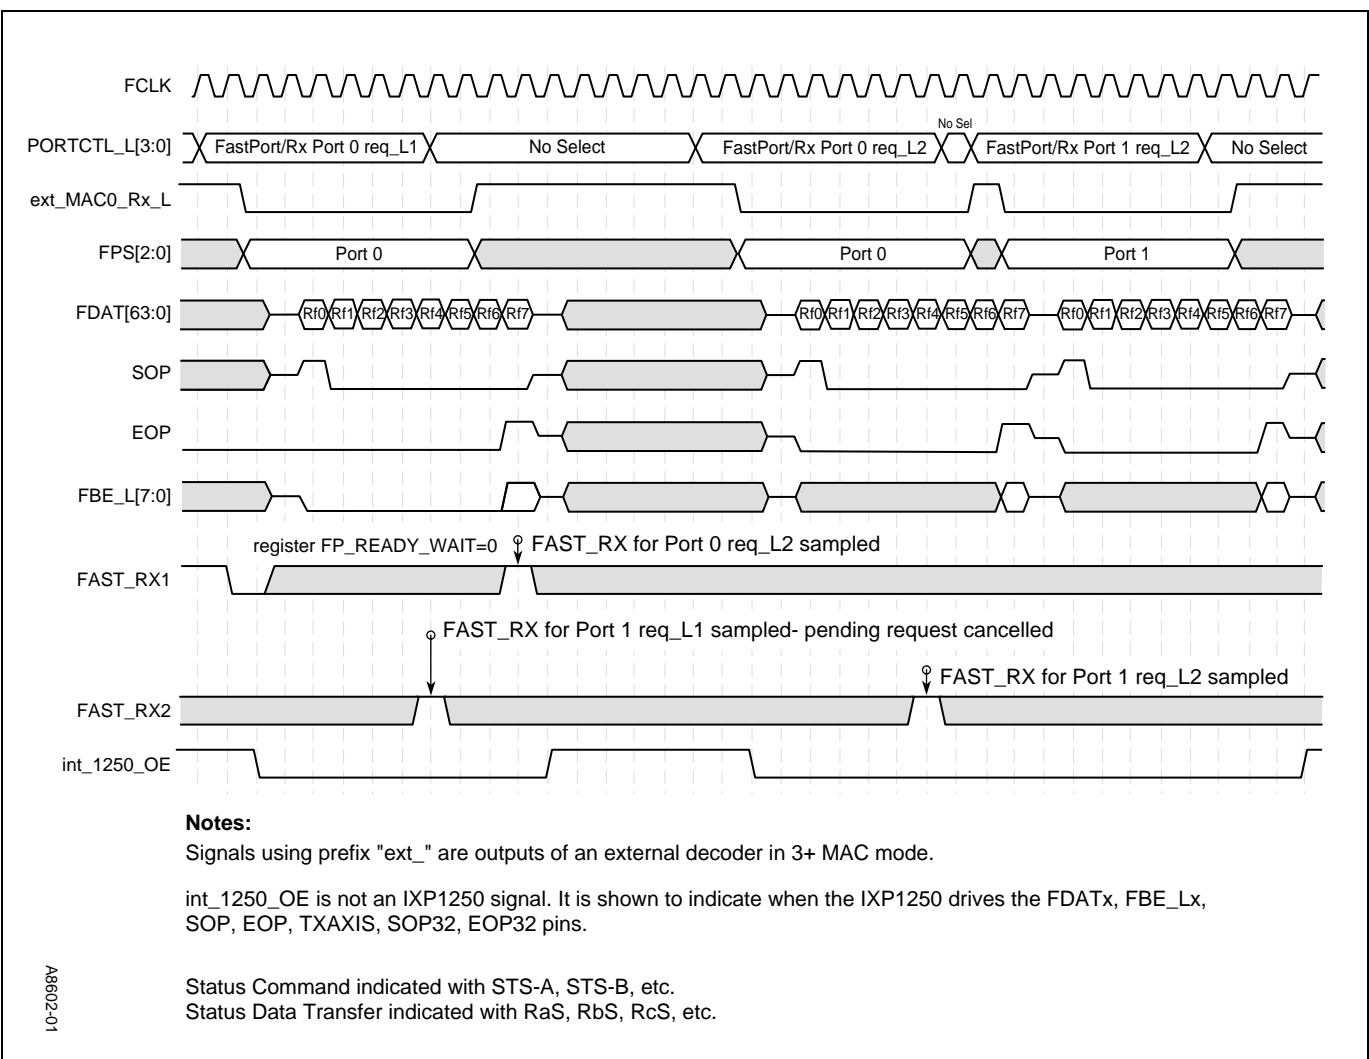 FCLK
No Sel
PORTCTL_L[3:0] FastPort/Rx Port 0 req_L1 No Select FastPort/Rx Port 0 req_L2 FastPort/Rx Port 1 req_L2 No Select
ext_MAC0_Rx_L
FPS[2:0] Port 0 Port 0 Port 1
FDAT[63:0] Rf0 Rf1 Rf2 Rf3 Rf4 Rf5 Rf6 Rf7 Rf0 Rf1 Rf2 Rf3 Rf4 Rf5 Rf6 Rf7 Rf0 Rf1 Rf2 Rf3 Rf4 Rf5 Rf6 Rf7
SOP
EOP
FBE_L[7:0]
register FP_READY_WAIT=0 FAST_RX for Port 0 req_L2 sampled
FAST_RX1
FAST_RX for Port 1 req_L1 sampled- pending request cancelled
FAST_RX for Port 1 req_L2 sampled
FAST_RX2
int_1250_OE
Notes:
Signals using prefix "ext_" are outputs of an external decoder in 3+ MAC mode.
int_1250_OE is not an IXP1250 signal. It is shown to indicate when the IXP1250 drives the FDATx, FBE_Lx,
SOP, EOP, TXAXIS, SOP32, EOP32 pins.
Status Command indicated with STS-A, STS-B, etc.
Status Data Transfer indicated with RaS, RbS, RcS, etc.
A8602-01